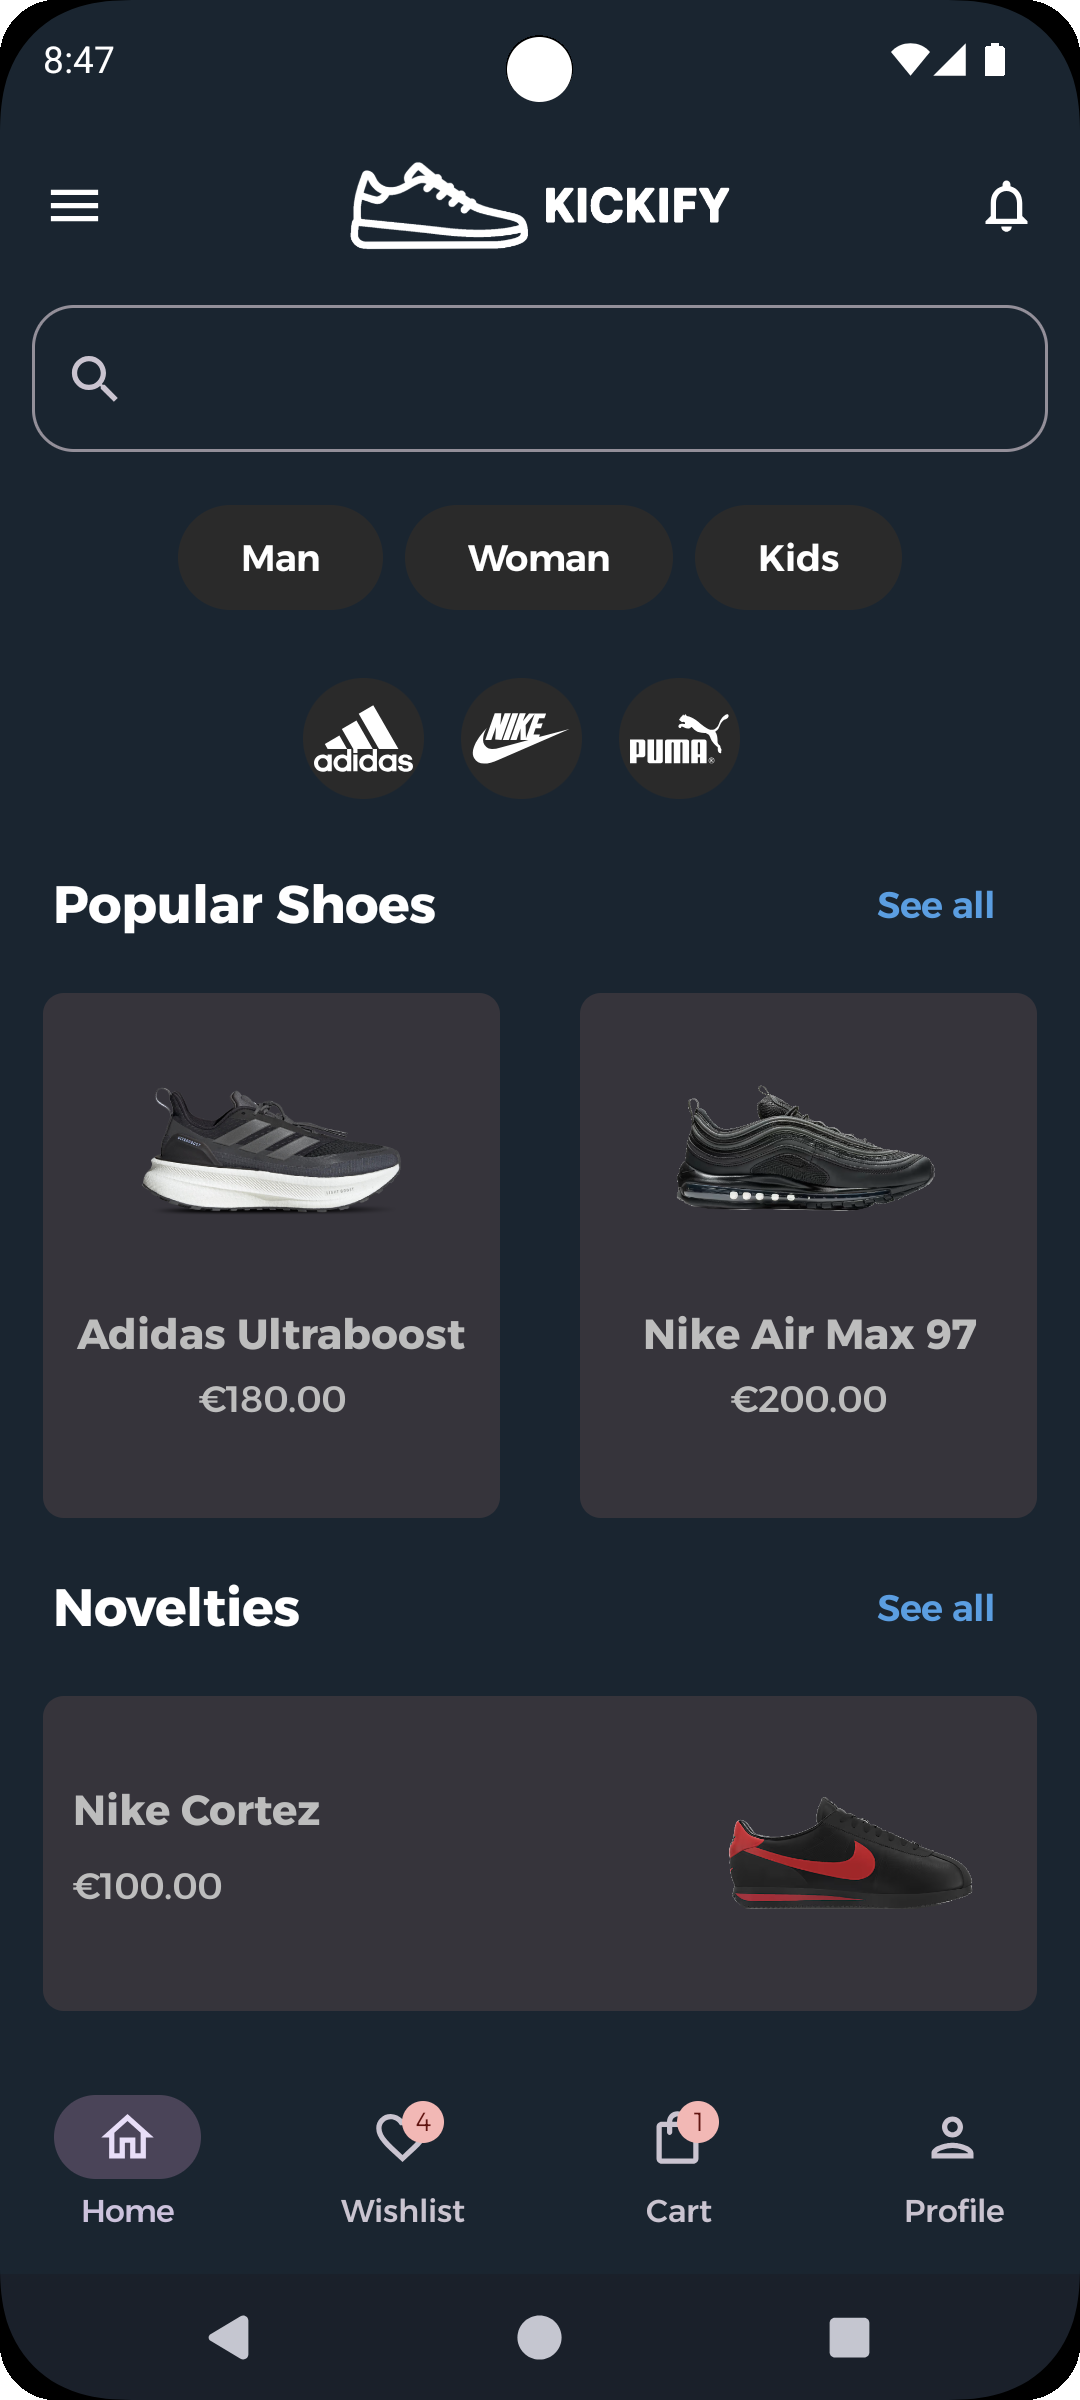 8:47
KICKIFY
Man Woman Kids
adidas NIKE PUMA
Popular Shoes See all
Adidas Ultraboost Nike Air Max 97
€180.00 €200.00
Novelties See all
Nike Cortez
€100.00
4 1
Home Wishlist Cart Profile